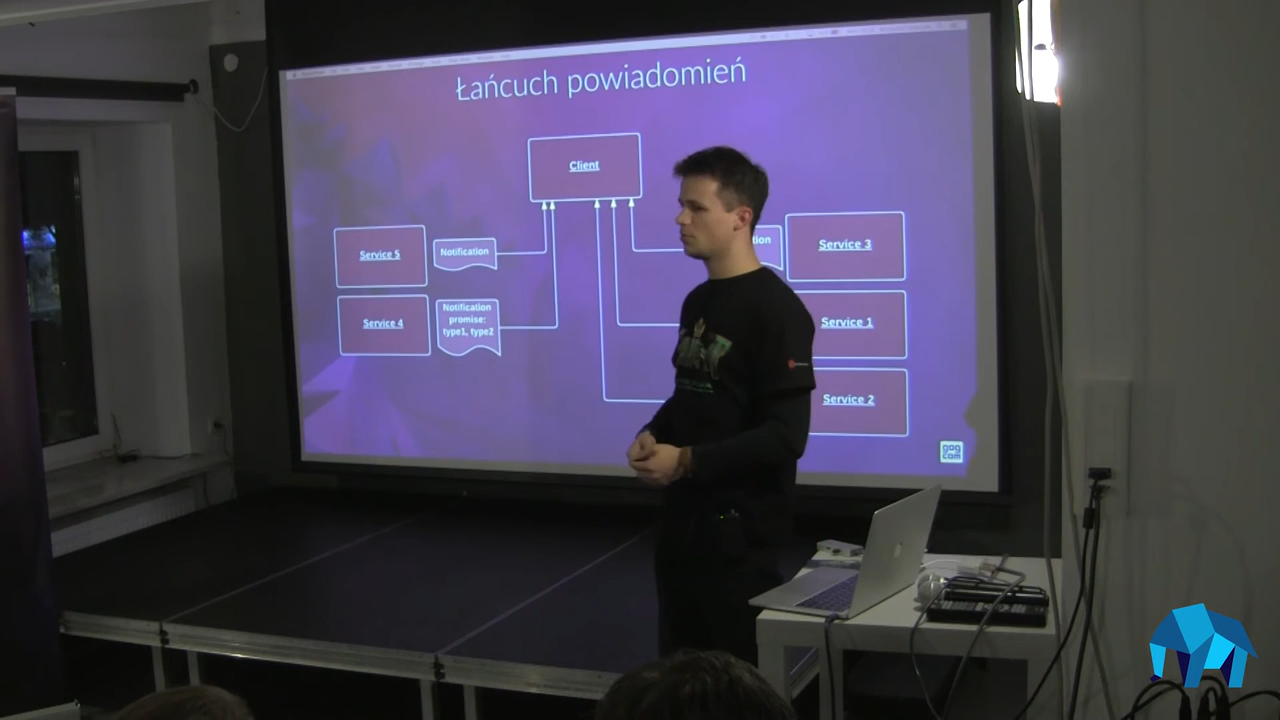 Łańcuch powiadomień
Client
Service 5
Notification
Service 3
Service 4
Notification
promise:
type1, type2
Service 1
Service 2
gog
com